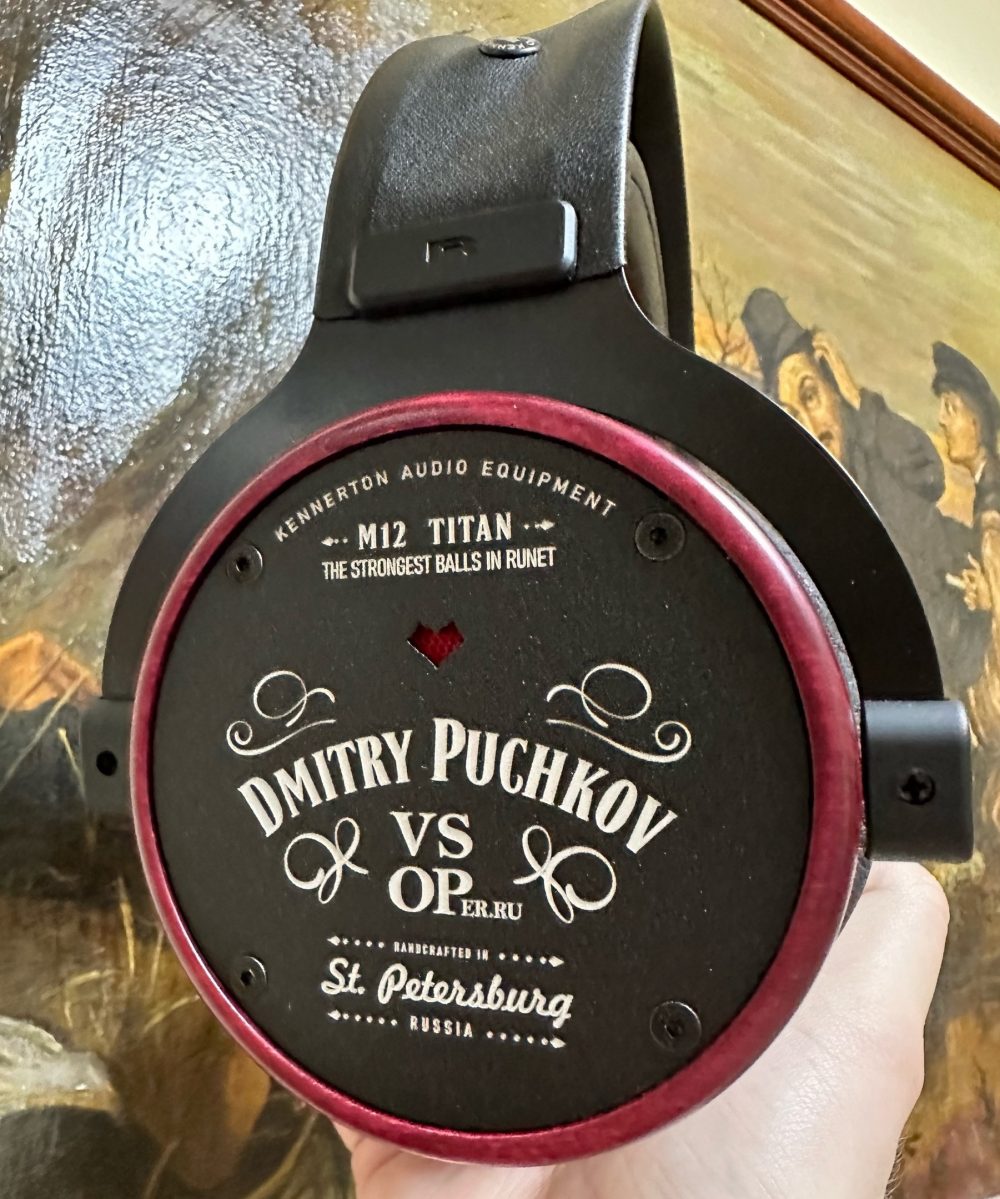 R
KENNERTON AUDIO EQUIPMENT
M12 TITAN
THE STRONGEST BALLS IN RUNET
DMITRY PUCHKOV
VS
OPER.RU
HANDCRAFTED IN
St. Petersburg
RUSSIA